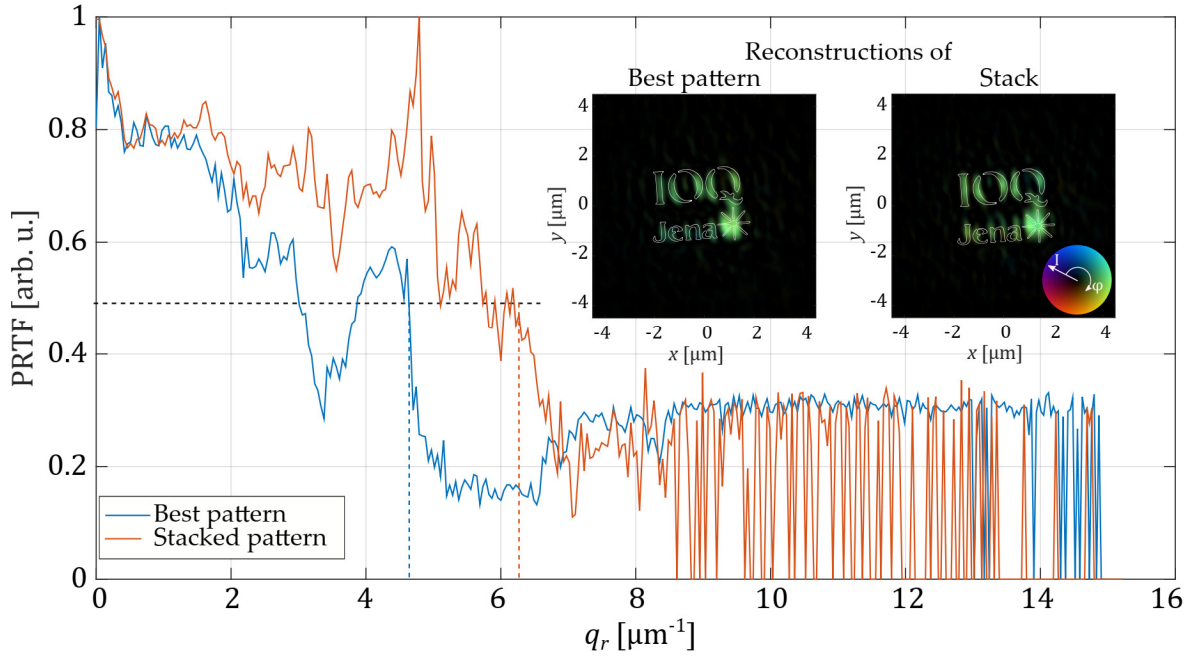 1
0.8
0.6
0.4
0.2
0
PRTF [arb. u.]
0 2 4 6 8 10 12 14 16
q_r [μm⁻¹]
Best pattern
Stacked pattern
Reconstructions of
Best pattern
4
2
0
-2
-4
y [μm]
IOQ
Jena
-4 -2 0 2 4
x [μm]
Stack
4
2
0
-2
-4
y [μm]
IOQ
Jena
I
φ
-4 -2 0 2 4
x [μm]